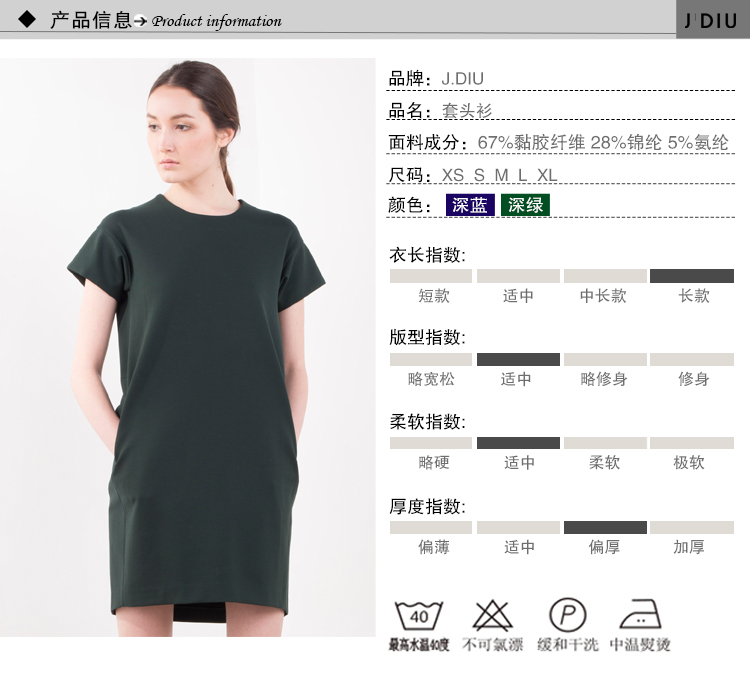 ◆ 产品信息 → Product information J.DIU
品牌：J.DIU
品名：套头衫
面料成分：67%黏胶纤维 28%锦纶 5%氨纶
尺码：XS S M L XL
颜色：深蓝 深绿
衣长指数:
短款 适中 中长款 长款
版型指数:
略宽松 适中 略修身 修身
柔软指数:
略硬 适中 柔软 极软
厚度指数:
偏薄 适中 偏厚 加厚
40 P
最高水温40度 不可氯漂 缓和干洗 中温熨烫